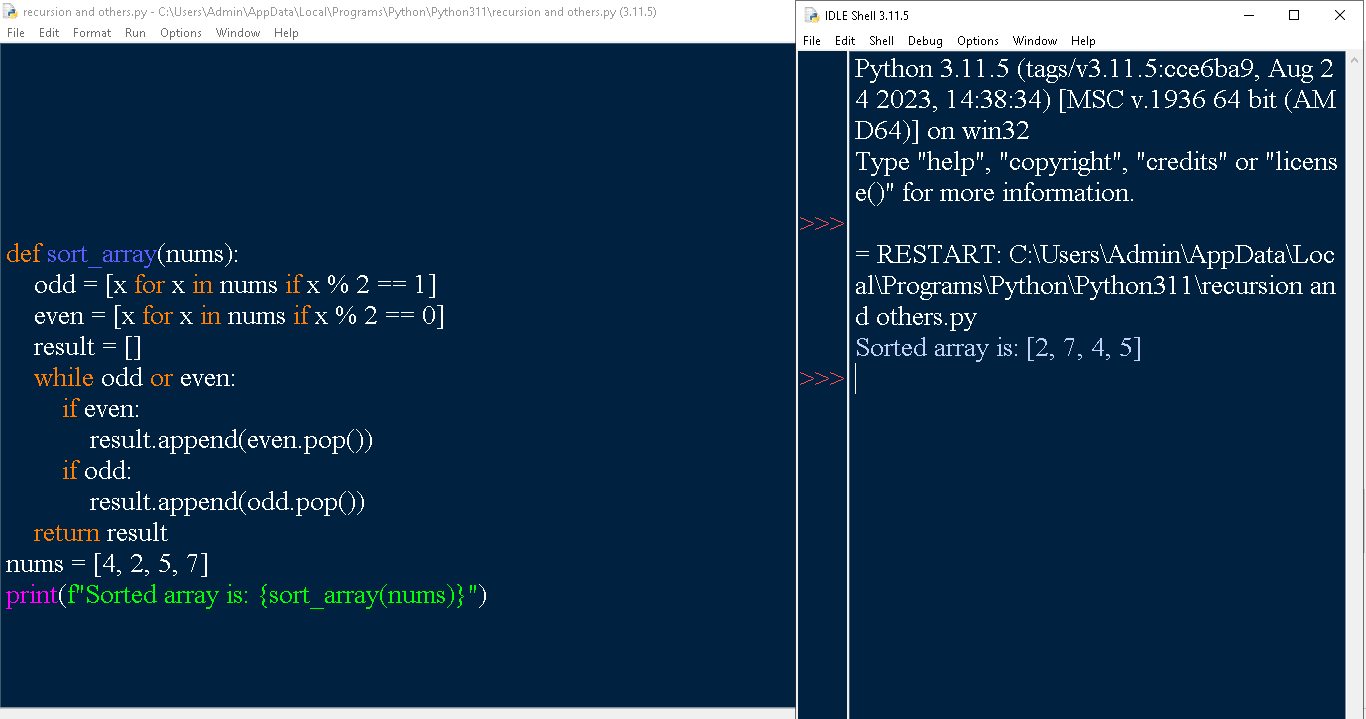 recursion and others.py - C:\Users\Admin\AppData\Local\Programs\Python\Python311\recursion and others.py (3.11.5)
File Edit Format Run Options Window Help
def sort_array(nums):
    odd = [x for x in nums if x % 2 == 1]
    even = [x for x in nums if x % 2 == 0]
    result = []
    while odd or even:
        if even:
            result.append(even.pop())
        if odd:
            result.append(odd.pop())
    return result
nums = [4, 2, 5, 7]
print(f"Sorted array is: {sort_array(nums)}")
IDLE Shell 3.11.5
File Edit Shell Debug Options Window Help
Python 3.11.5 (tags/v3.11.5:cce6ba9, Aug 2
4 2023, 14:38:34) [MSC v.1936 64 bit (AM
D64)] on win32
Type "help", "copyright", "credits" or "licens
e()" for more information.
>>>
= RESTART: C:\Users\Admin\AppData\Loc
al\Programs\Python\Python311\recursion an
d others.py
Sorted array is: [2, 7, 4, 5]
>>>